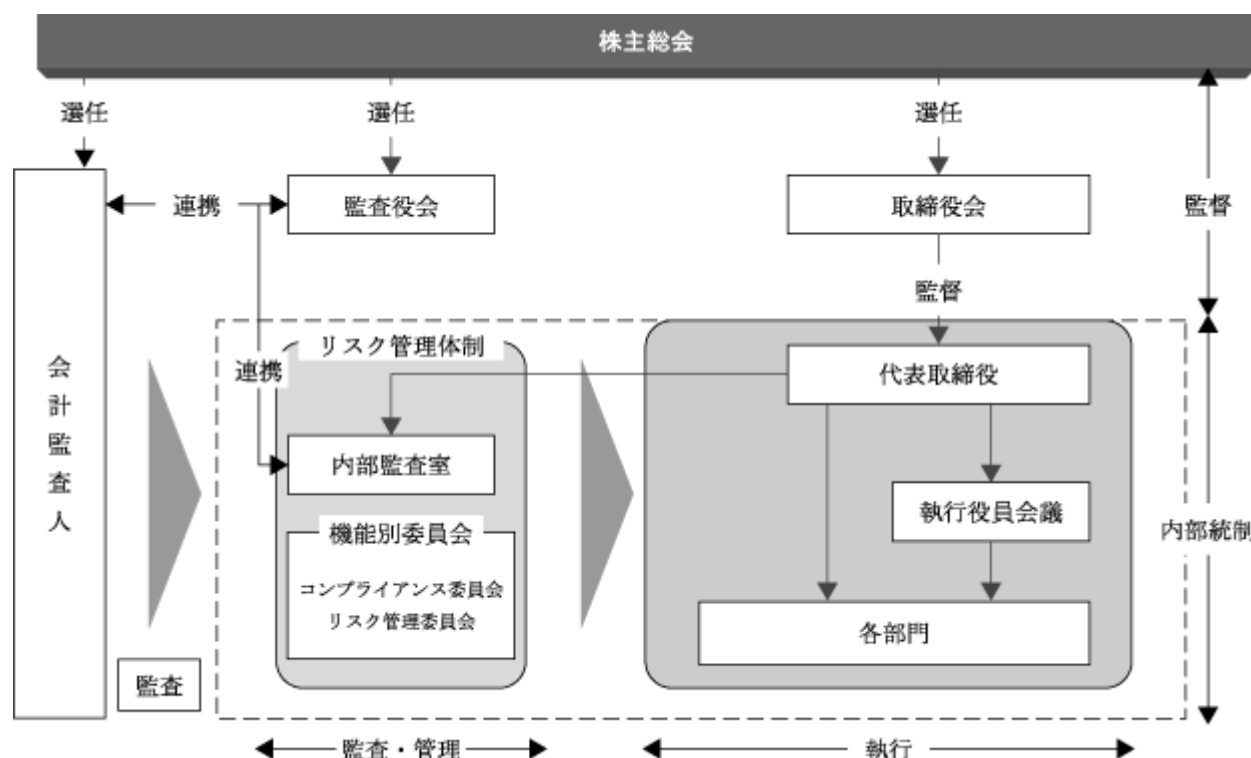 株主総会
選任
選任
選任
連携
監査役会
取締役会
監督
監督
リスク管理体制
連携
代表取締役
会計監査人
内部監査室
執行役員会議
内部統制
機能別委員会
コンプライアンス委員会
リスク管理委員会
各部門
監査
監査・管理
執行